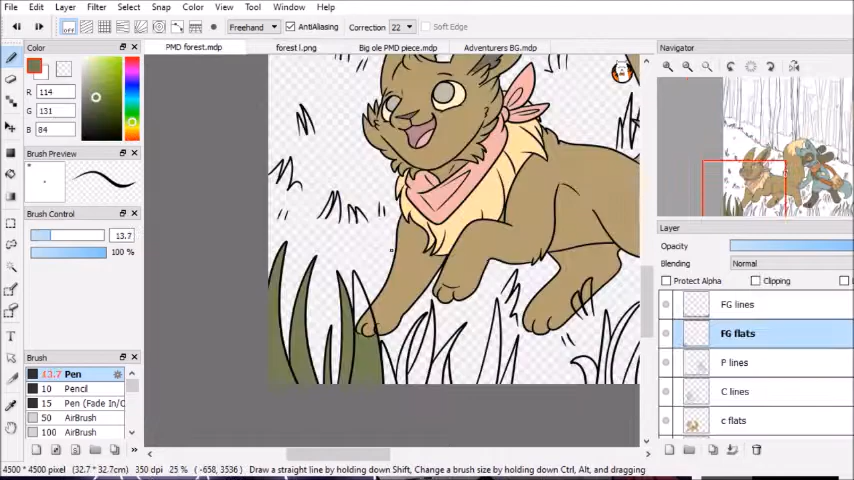 File Edit Layer Filter Select Snap Color View Tool Window Help
OFF Freehand AntiAliasing Correction 22 Soft Edge
PMD forest.mdp forest l.png Big ole PMD piece.mdp Adventurers BG.mdp
Color
R 114
G 131
B 84
Brush Preview
Brush Control
13.7
100 %
Brush
13.7 Pen
10 Pencil
15 Pen (Fade In/O
50 AirBrush
100 AirBrush
Navigator
Layer
Opacity
Blending Normal
Protect Alpha Clipping
FG lines
FG flats
P lines
C lines
c flats
4500 * 4500 pixel (32.7 * 32.7cm) 350 dpi 25 % (-658, 3536) Draw a straight line by holding down Shift, Change a brush size by holding down Ctrl, Alt, and dragging